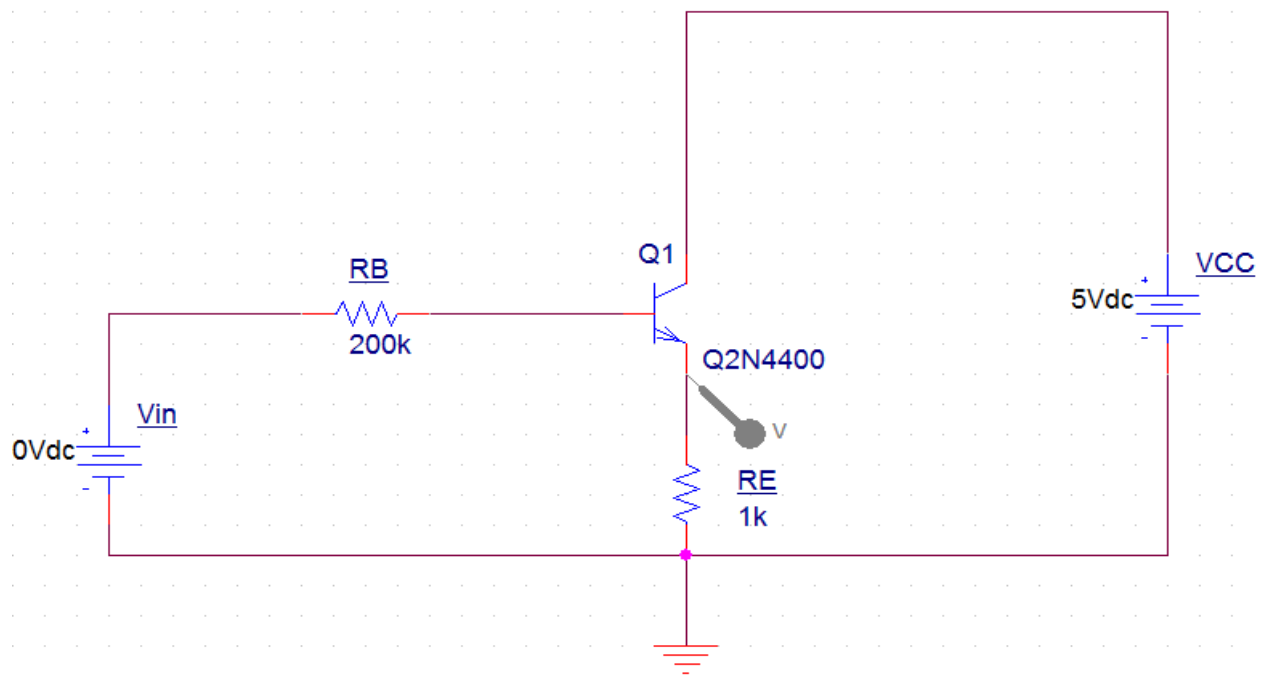 Q1
RB
200k
VCC
+
5Vdc
-
Q2N4400
Vin
+
0Vdc
-
V
RE
1k